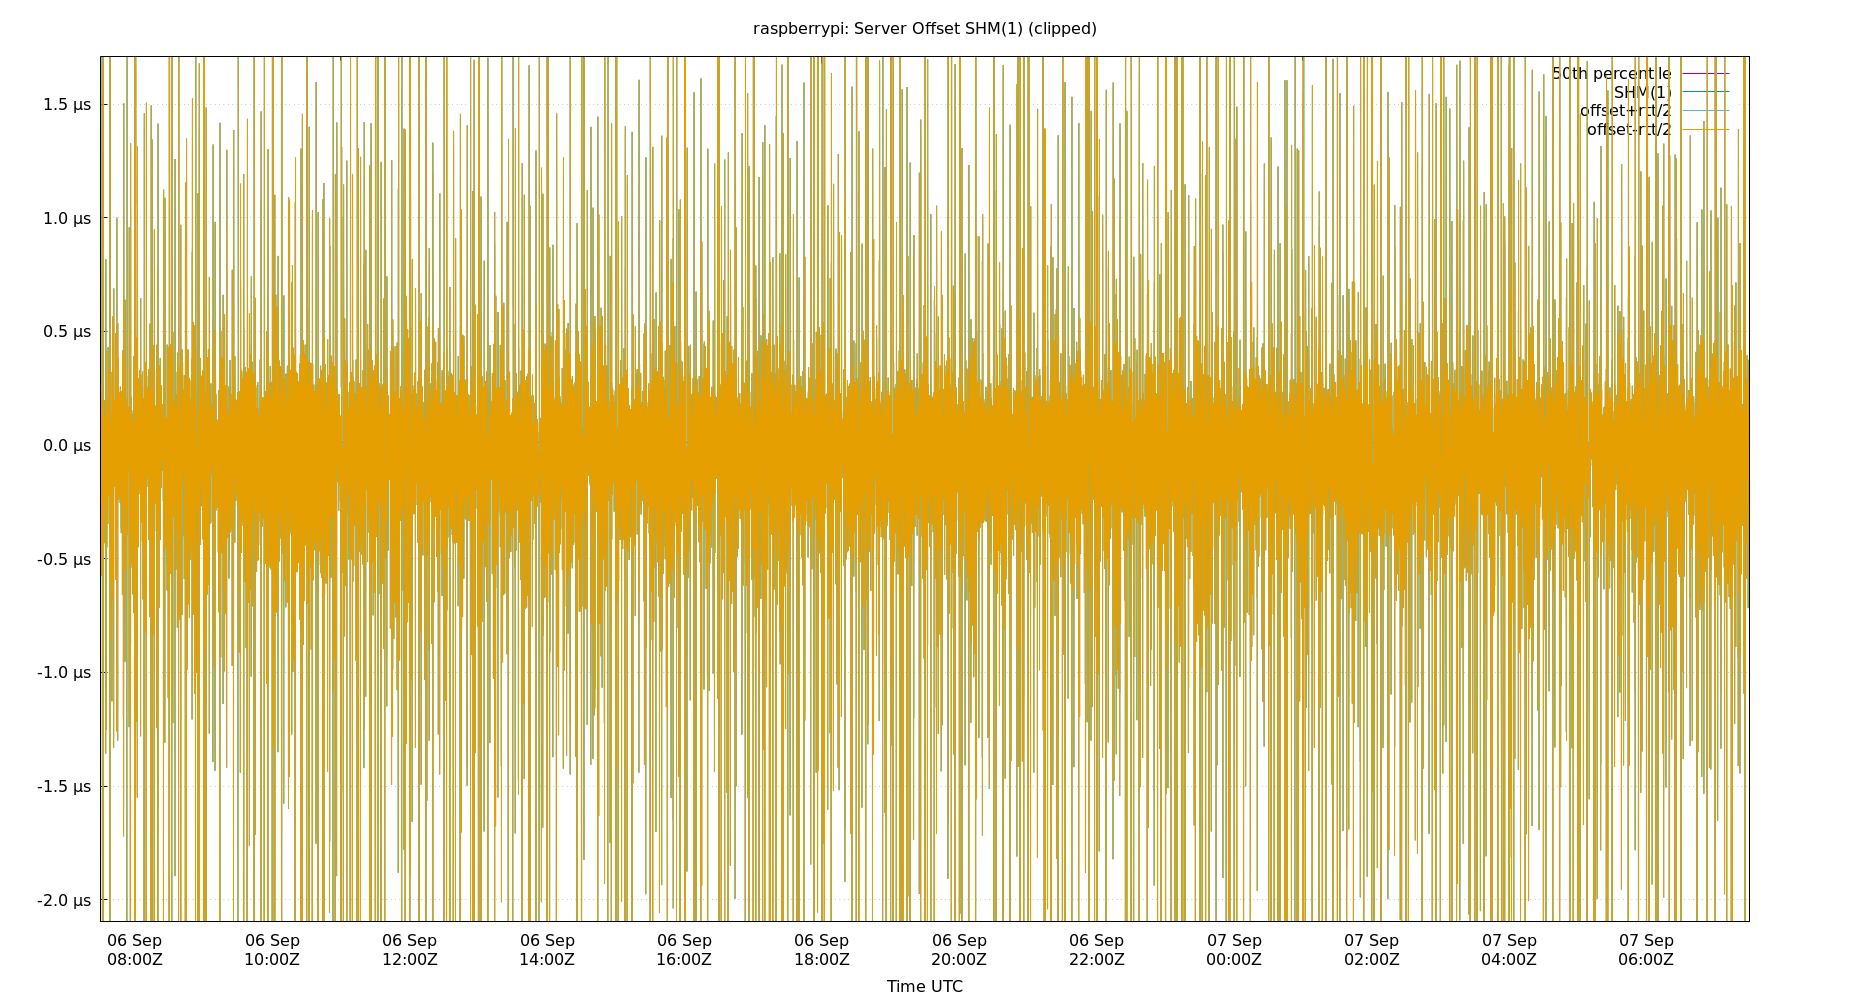 raspberrypi: Server Offset SHM(1) (clipped)
50th percentile
SHM(1)
offset+rtt/2
offset-rtt/2
1.5 µs
1.0 µs
0.5 µs
0.0 µs
-0.5 µs
-1.0 µs
-1.5 µs
-2.0 µs
06 Sep 06 Sep 06 Sep 06 Sep 06 Sep 06 Sep 06 Sep 06 Sep 07 Sep 07 Sep 07 Sep 07 Sep
08:00Z 10:00Z 12:00Z 14:00Z 16:00Z 18:00Z 20:00Z 22:00Z 00:00Z 02:00Z 04:00Z 06:00Z
Time UTC